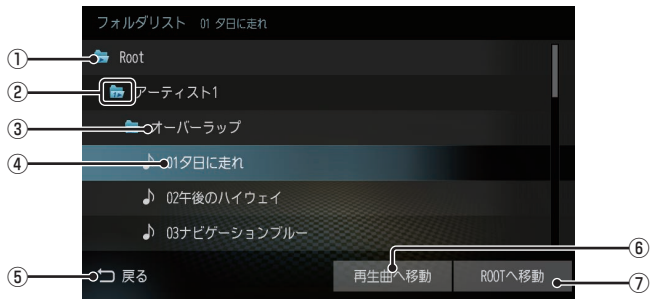 フォルダリスト 01 夕日に走れ
① Root
② アーティスト1
③ オーバーラップ
④ 01夕日に走れ
02午後のハイウェイ
03ナビゲーションブルー
⑤ 戻る 再生曲へ移動 ⑥ ROOTへ移動 ⑦